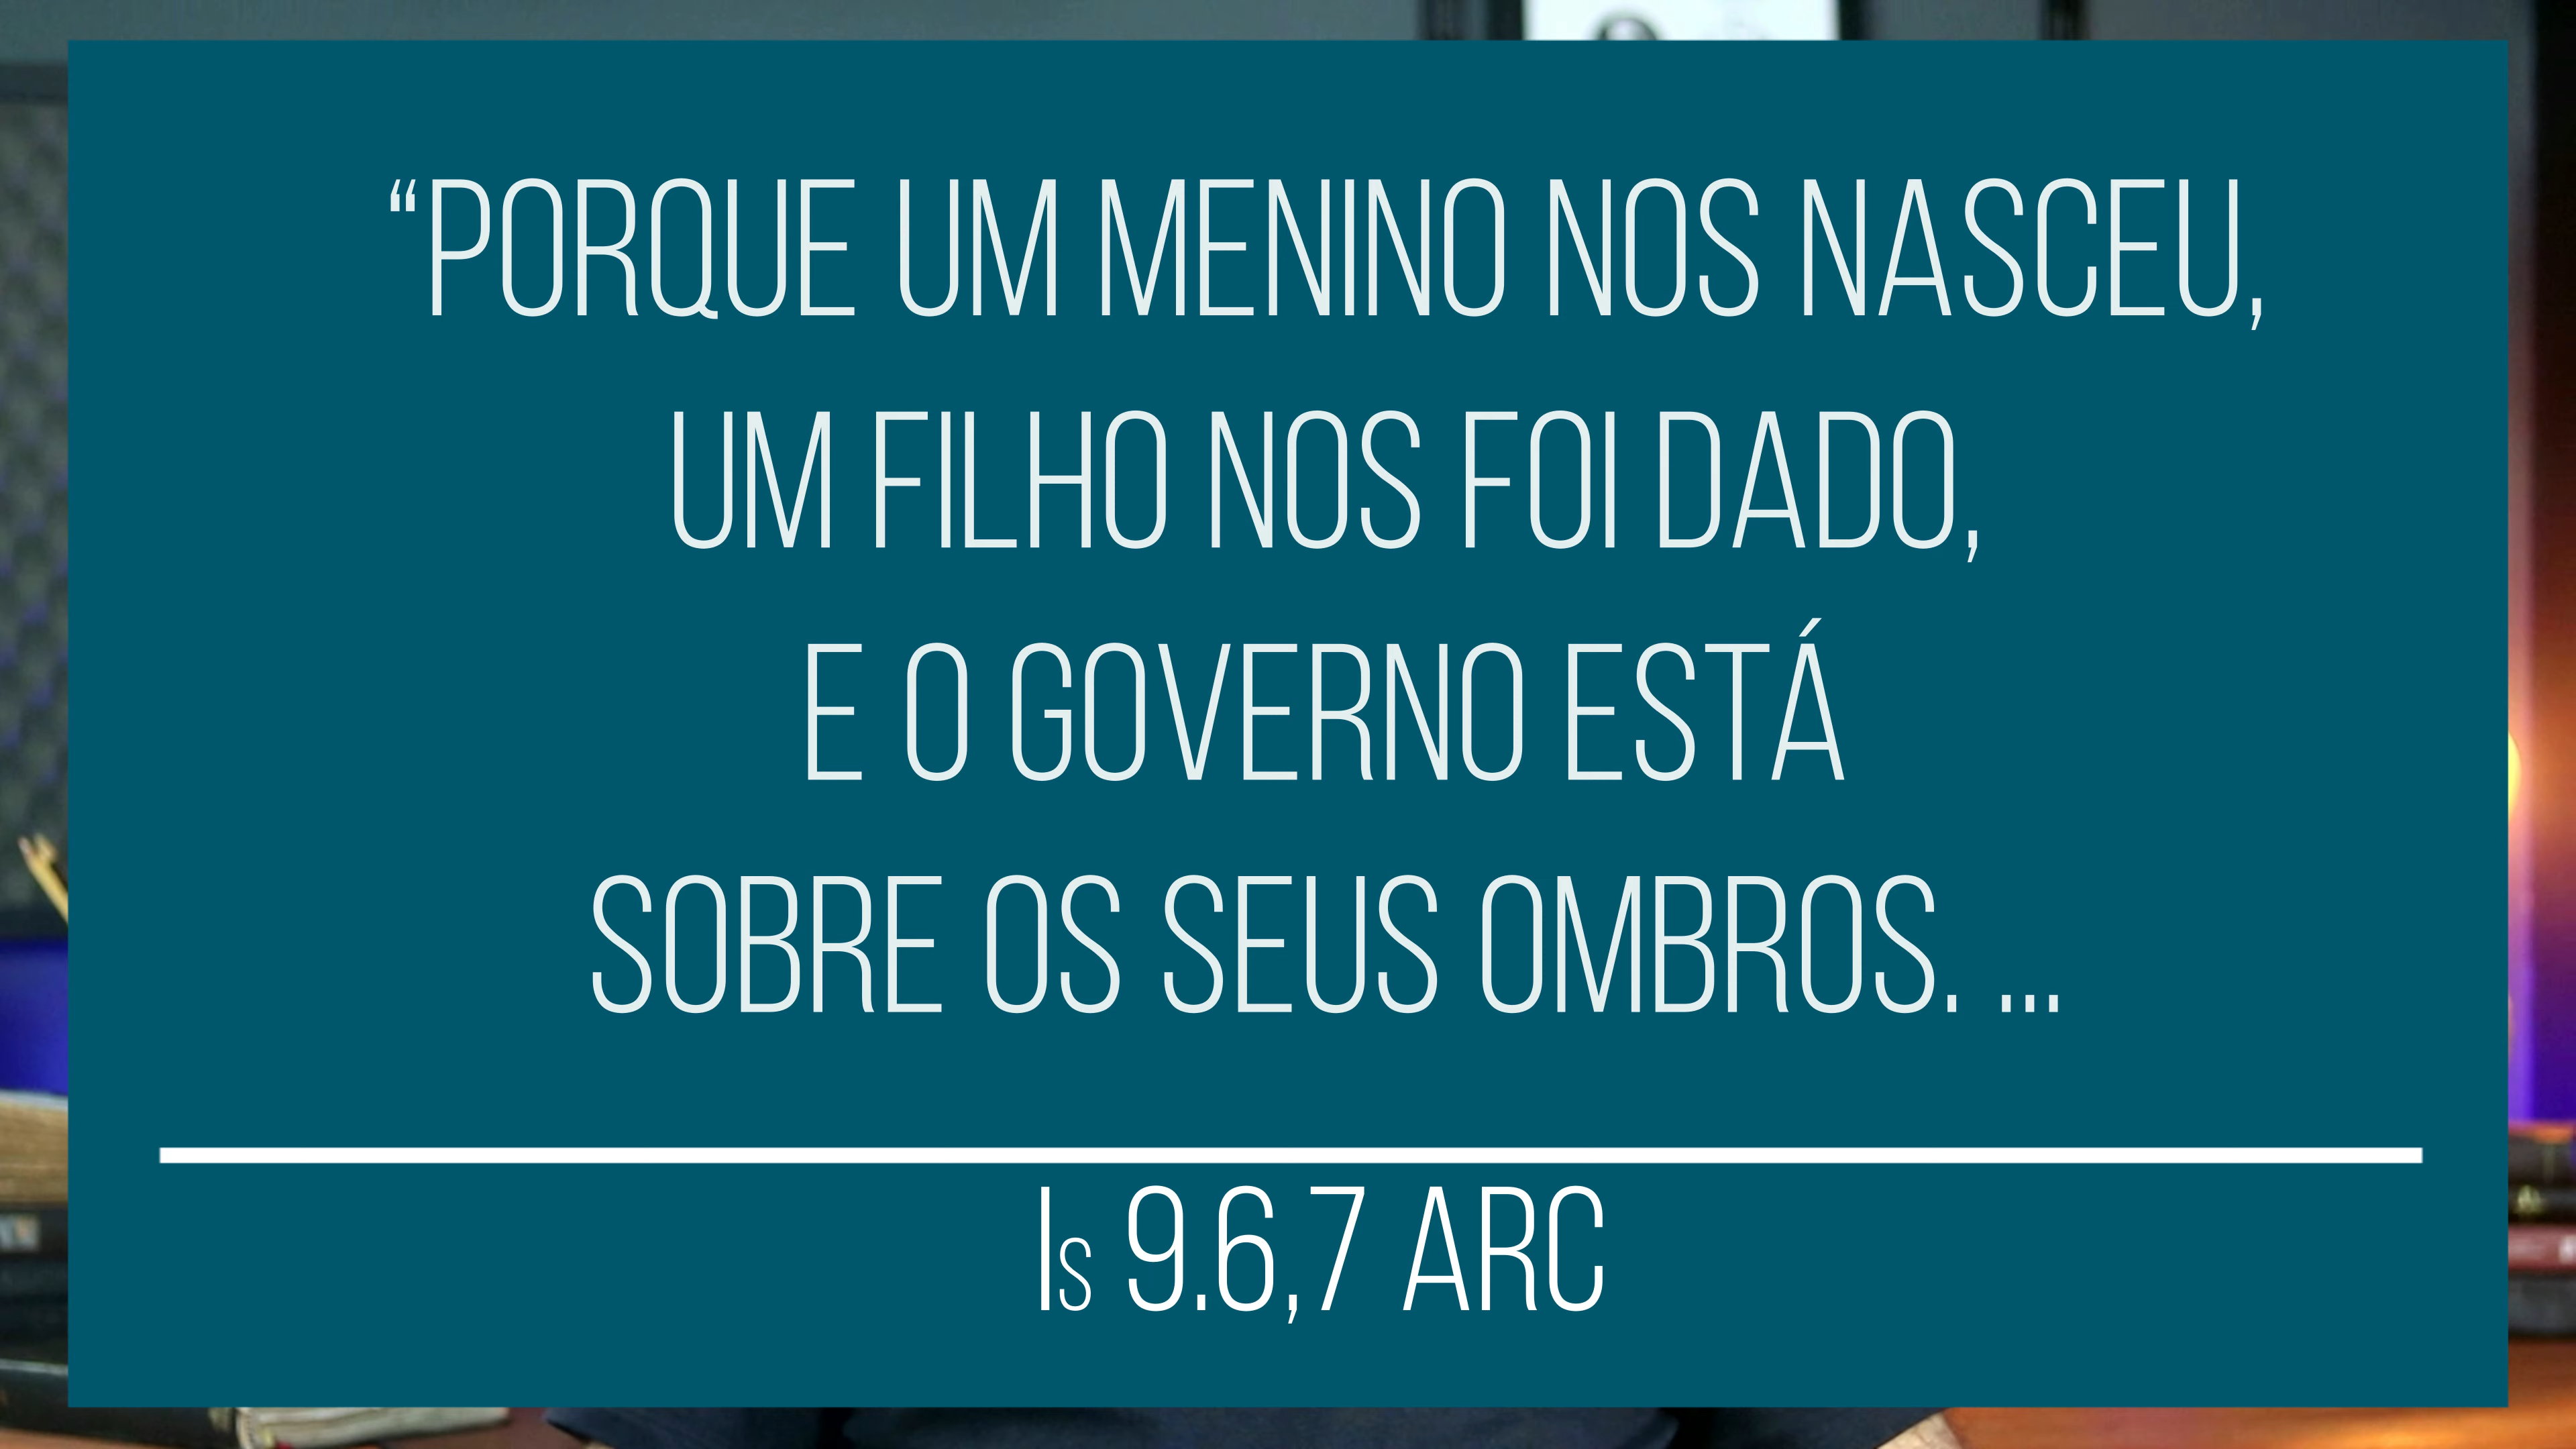 “PORQUE UM MENINO NOS NASCEU,
UM FILHO NOS FOI DADO,
E O GOVERNO ESTÁ
SOBRE OS SEUS OMBROS. ...
Is 9.6,7 ARC